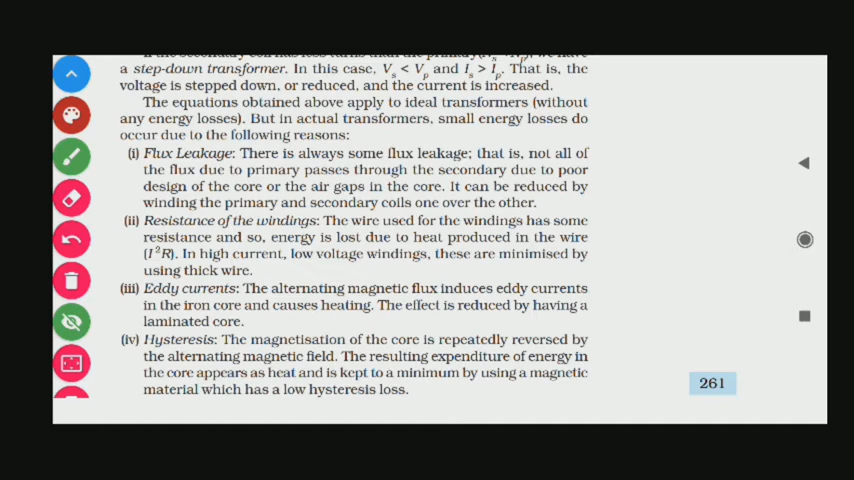 a step-down transformer. In this case, Vs < Vp and Is > Ip. That is, the
voltage is stepped down, or reduced, and the current is increased.
The equations obtained above apply to ideal transformers (without
any energy losses). But in actual transformers, small energy losses do
occur due to the following reasons:
(i) Flux Leakage: There is always some flux leakage; that is, not all of
the flux due to primary passes through the secondary due to poor
design of the core or the air gaps in the core. It can be reduced by
winding the primary and secondary coils one over the other.
(ii) Resistance of the windings: The wire used for the windings has some
resistance and so, energy is lost due to heat produced in the wire
(I²R). In high current, low voltage windings, these are minimised by
using thick wire.
(iii) Eddy currents: The alternating magnetic flux induces eddy currents
in the iron core and causes heating. The effect is reduced by having a
laminated core.
(iv) Hysteresis: The magnetisation of the core is repeatedly reversed by
the alternating magnetic field. The resulting expenditure of energy in
the core appears as heat and is kept to a minimum by using a magnetic
material which has a low hysteresis loss.
261